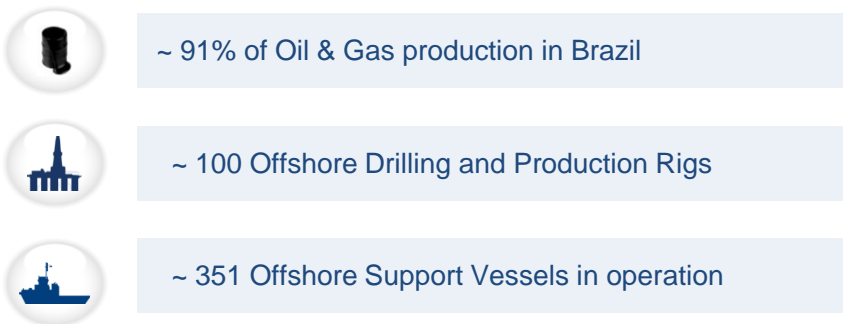 ~ 91% of Oil & Gas production in Brazil
~ 100 Offshore Drilling and Production Rigs
~ 351 Offshore Support Vessels in operation